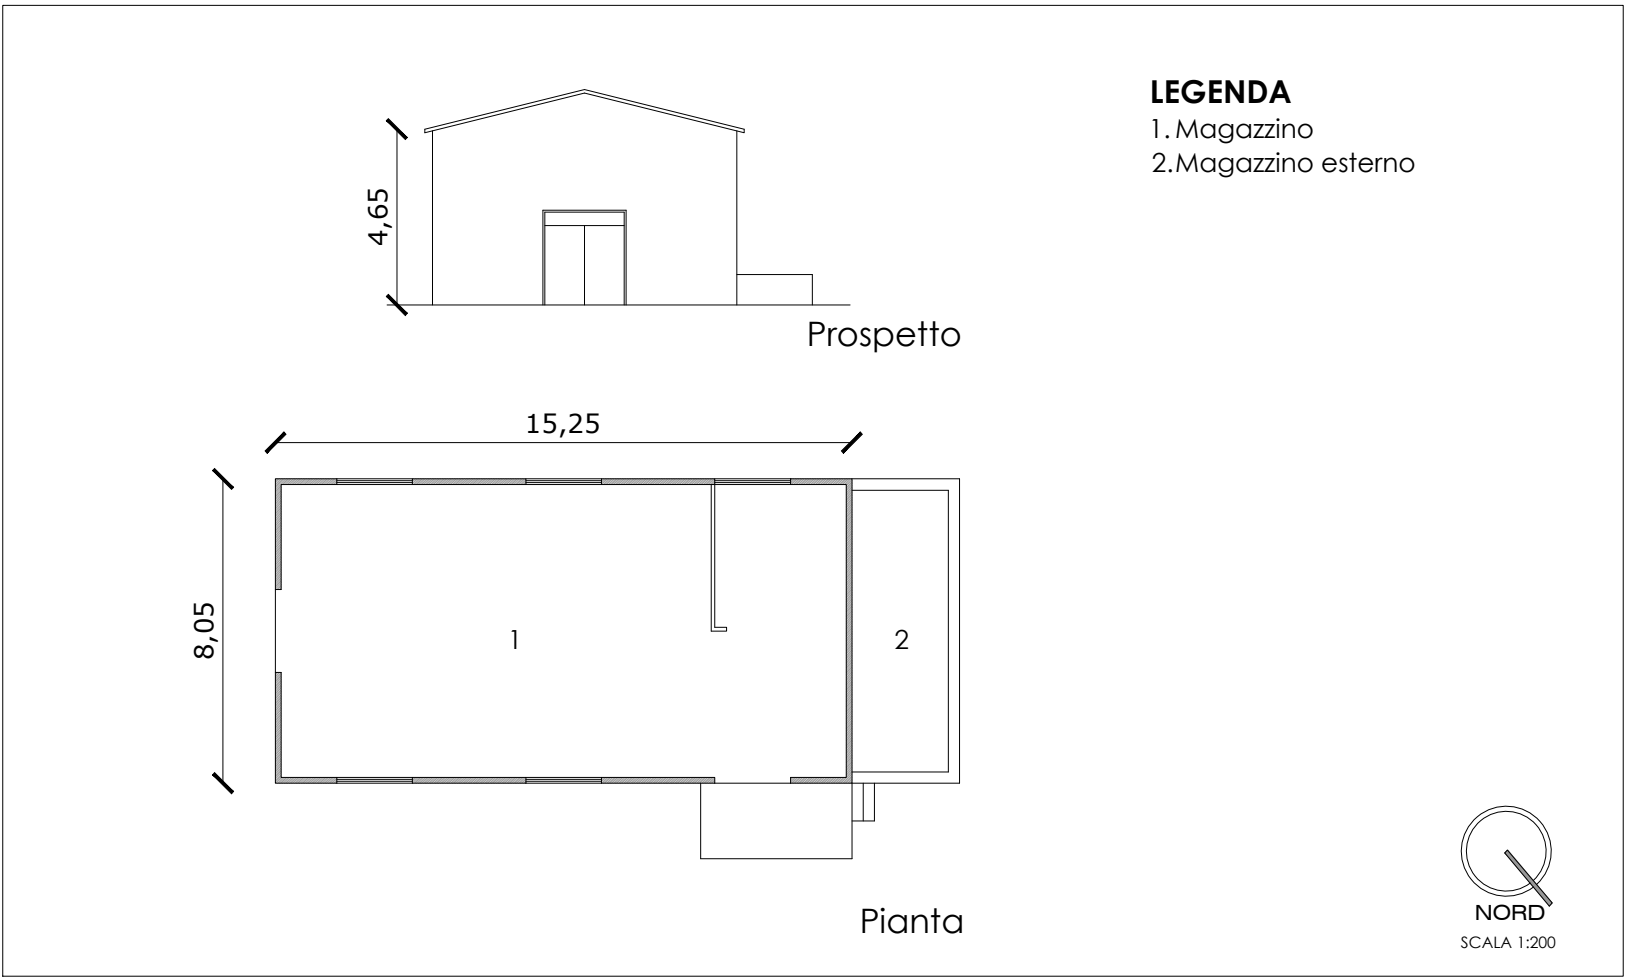 LEGENDA
1. Magazzino
2.Magazzino esterno
4,65
Prospetto
15,25
8,05
1
2
Pianta
NORD
SCALA 1:200